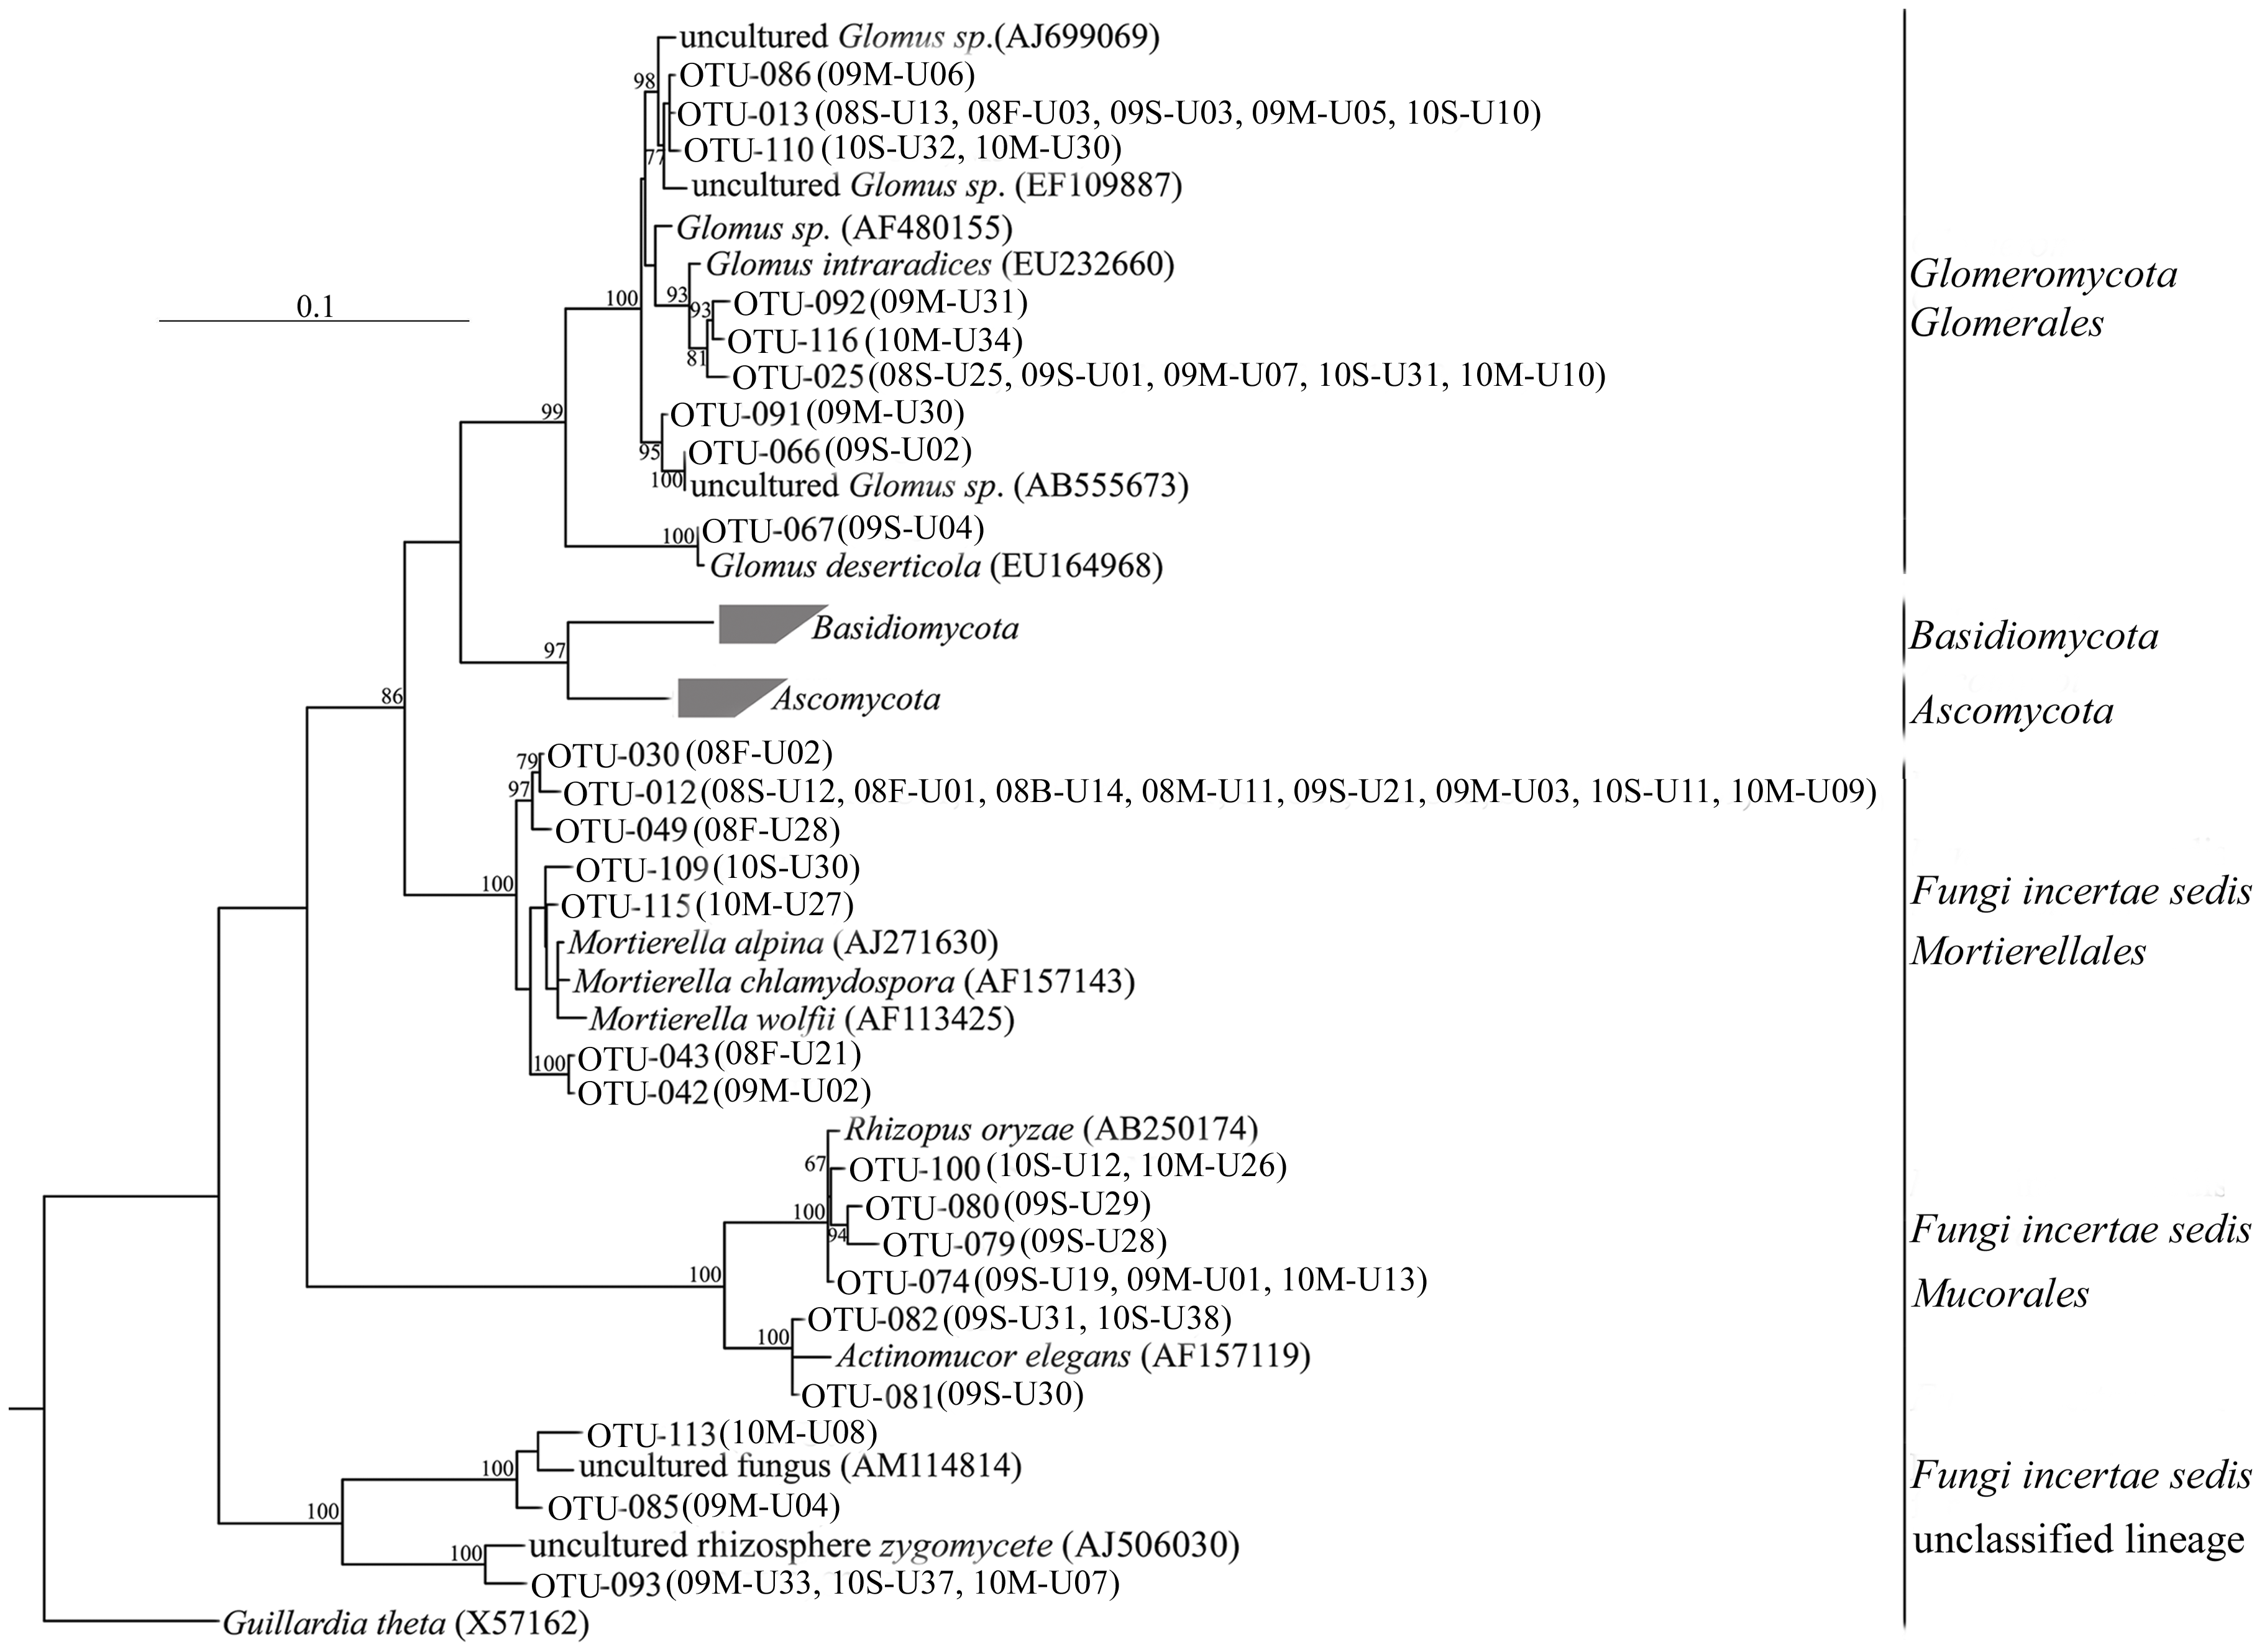 uncultured Glomus sp.(AJ699069)
98
OTU-086 (09M-U06)
OTU-013 (08S-U13, 08F-U03, 09S-U03, 09M-U05, 10S-U10)
OTU-110 (10S-U32, 10M-U30)
77
uncultured Glomus sp. (EF109887)
Glomus sp. (AF480155)
Glomus intraradices (EU232660)
Glomeromycota
0.1
100
93
93
OTU-092 (09M-U31)
Glomerales
OTU-116 (10M-U34)
81
OTU-025 (08S-U25, 09S-U01, 09M-U07, 10S-U31, 10M-U10)
99
OTU-091 (09M-U30)
95
OTU-066 (09S-U02)
100
uncultured Glomus sp. (AB555673)
100
OTU-067 (09S-U04)
Glomus deserticola (EU164968)
Basidiomycota
Basidiomycota
97
86
Ascomycota
Ascomycota
79
OTU-030 (08F-U02)
97
OTU-012 (08S-U12, 08F-U01, 08B-U14, 08M-U11, 09S-U21, 09M-U03, 10S-U11, 10M-U09)
OTU-049 (08F-U28)
OTU-109 (10S-U30)
100
Fungi incertae sedis
OTU-115 (10M-U27)
Mortierella alpina (AJ271630)
Mortierellales
Mortierella chlamydospora (AF157143)
Mortierella wolfii (AF113425)
100
OTU-043 (08F-U21)
OTU-042 (09M-U02)
Rhizopus oryzae (AB250174)
67
OTU-100 (10S-U12, 10M-U26)
100
OTU-080 (09S-U29)
Fungi incertae sedis
94
OTU-079 (09S-U28)
100
OTU-074 (09S-U19, 09M-U01, 10M-U13)
Mucorales
OTU-082 (09S-U31, 10S-U38)
100
Actinomucor elegans (AF157119)
OTU-081 (09S-U30)
OTU-113 (10M-U08)
100
uncultured fungus (AM114814)
Fungi incertae sedis
OTU-085 (09M-U04)
100
uncultured rhizosphere zygomycete (AJ506030)
unclassified lineage
100
OTU-093 (09M-U33, 10S-U37, 10M-U07)
Guillardia theta (X57162)